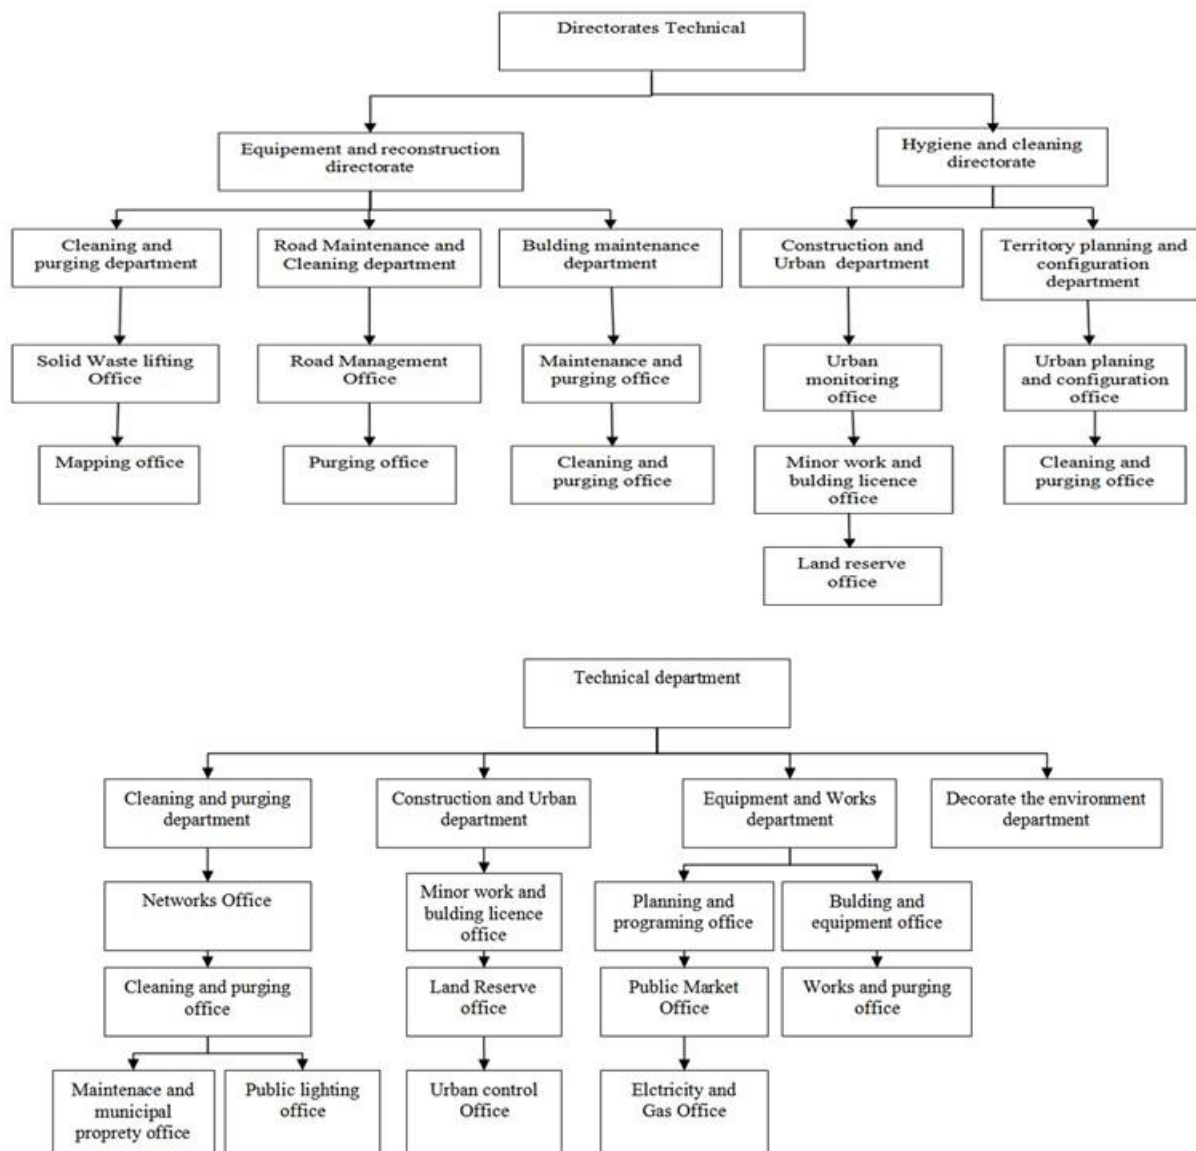 Directorates Technical
Equipement and reconstruction
directorate
Hygiene and cleaning
directorate
Cleaning and
purging department
Road Maintenance and
Cleaning department
Bulding maintenance
department
Construction and
Urban department
Territory planning and
configuration
department
Solid Waste lifting
Office
Road Management
Office
Maintenance and
purging office
Urban
monitoring
office
Urban planing
and configuration
office
Mapping office
Purging office
Cleaning and
purging office
Minor work and
bulding licence
office
Cleaning and
purging office
Land reserve
office
Technical department
Cleaning and purging
department
Construction and Urban
department
Equipment and Works
department
Decorate the environment
department
Networks Office
Minor work and
bulding licence
office
Planning and
programing office
Bulding and
equipment office
Cleaning and purging
office
Land Reserve
office
Public Market
Office
Works and purging
office
Maintenace and
municipal
proprety office
Public lighting
office
Urban control
Office
Elctricity and
Gas Office